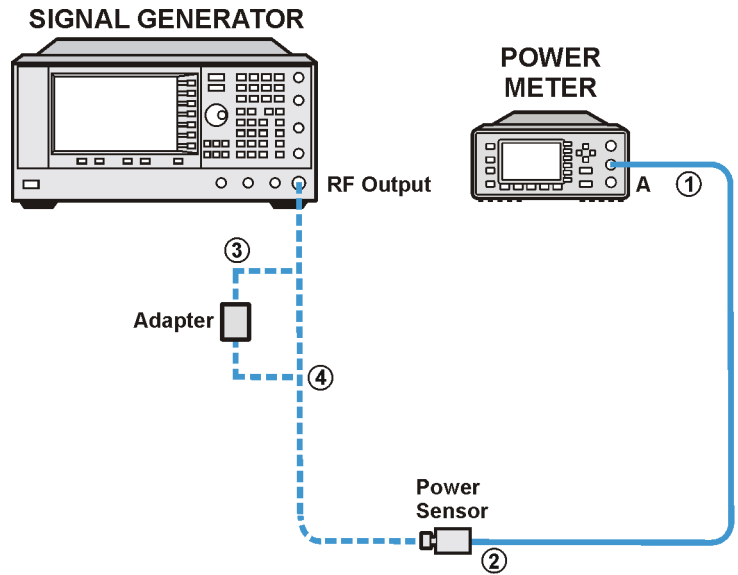 SIGNAL GENERATOR
POWER
METER
RF Output
A
1
3
Adapter
4
Power
Sensor
2